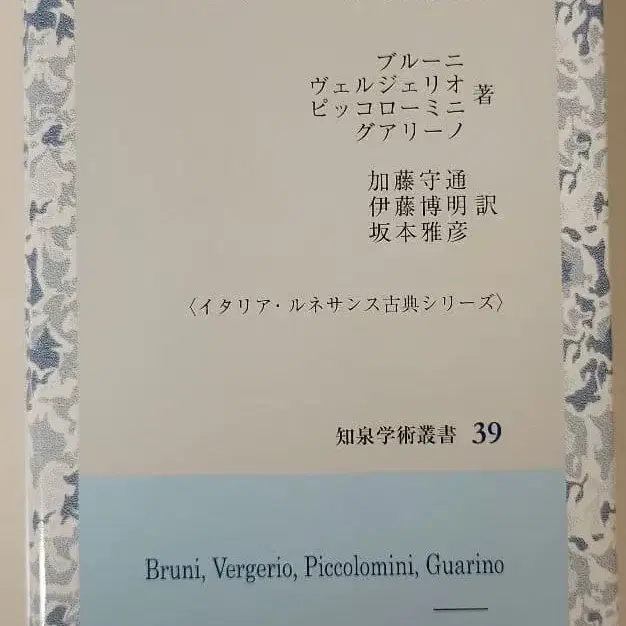 ブルーニ
ヴェルジェリオ
ピッコローミニ 著
グアリーノ
加藤守通
伊藤博明 訳
坂本雅彦
〈イタリア・ルネサンス古典シリーズ〉
知泉学術叢書 39
Bruni, Vergerio, Piccolomini, Guarino